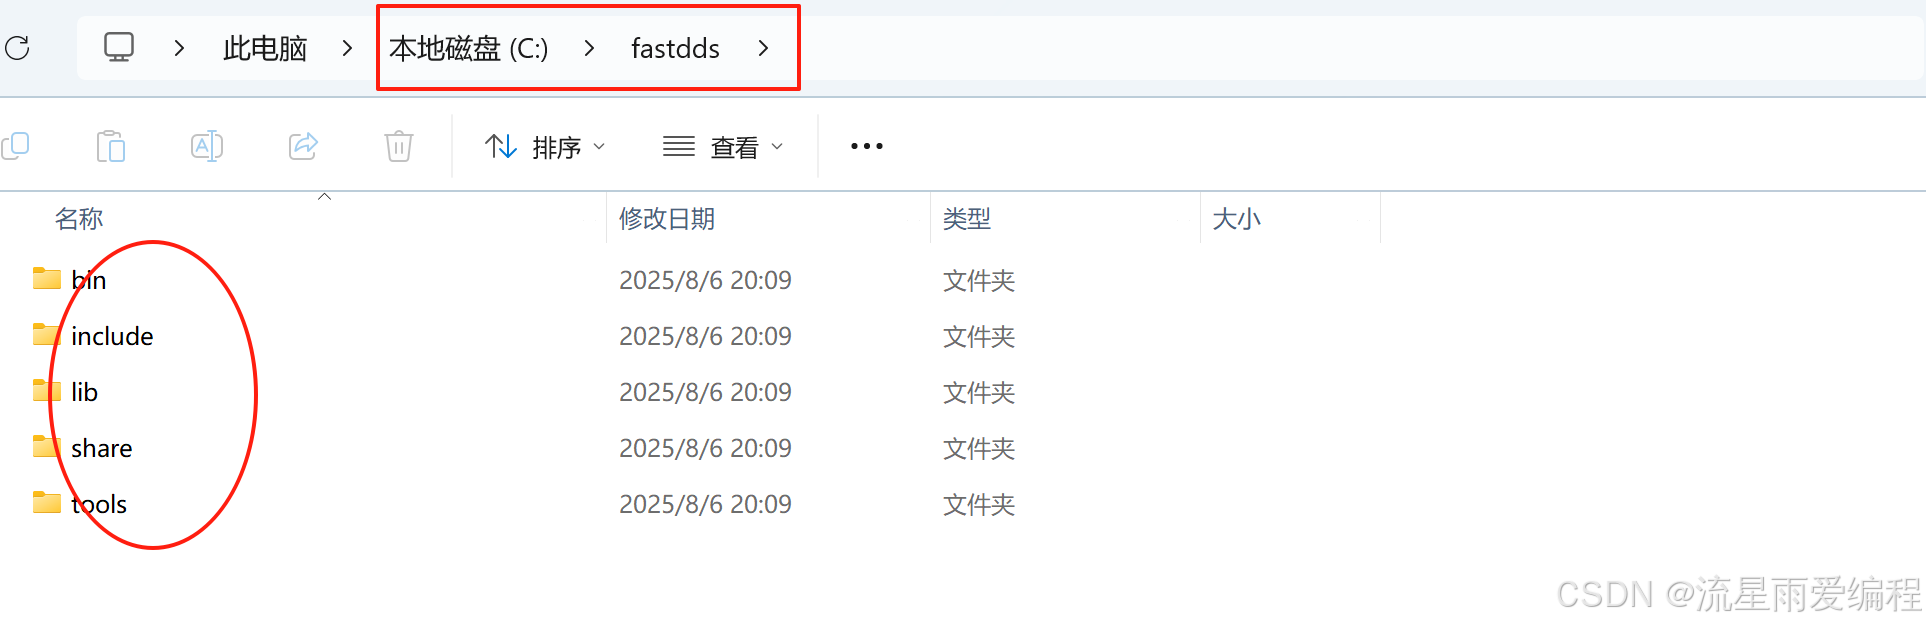 此电脑 本地磁盘 (C:) fastdds
排序 查看
名称 修改日期 类型 大小
bin 2025/8/6 20:09 文件夹
include 2025/8/6 20:09 文件夹
lib 2025/8/6 20:09 文件夹
share 2025/8/6 20:09 文件夹
tools 2025/8/6 20:09 文件夹
CSDN @流星雨爱编程